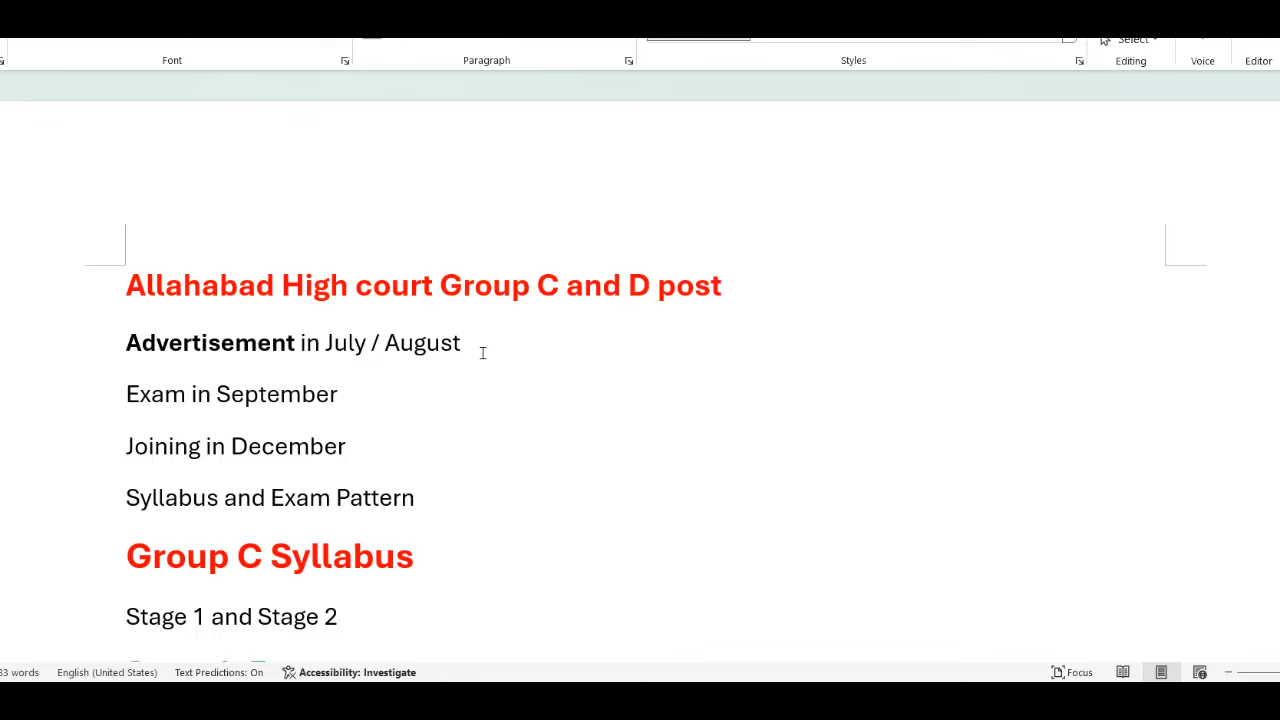 Select
Font Paragraph Styles Editing Voice Editor
Allahabad High court Group C and D post
Advertisement in July / August
Exam in September
Joining in December
Syllabus and Exam Pattern
Group C Syllabus
Stage 1 and Stage 2
33 words English (United States) Text Predictions: On Accessibility: Investigate Focus